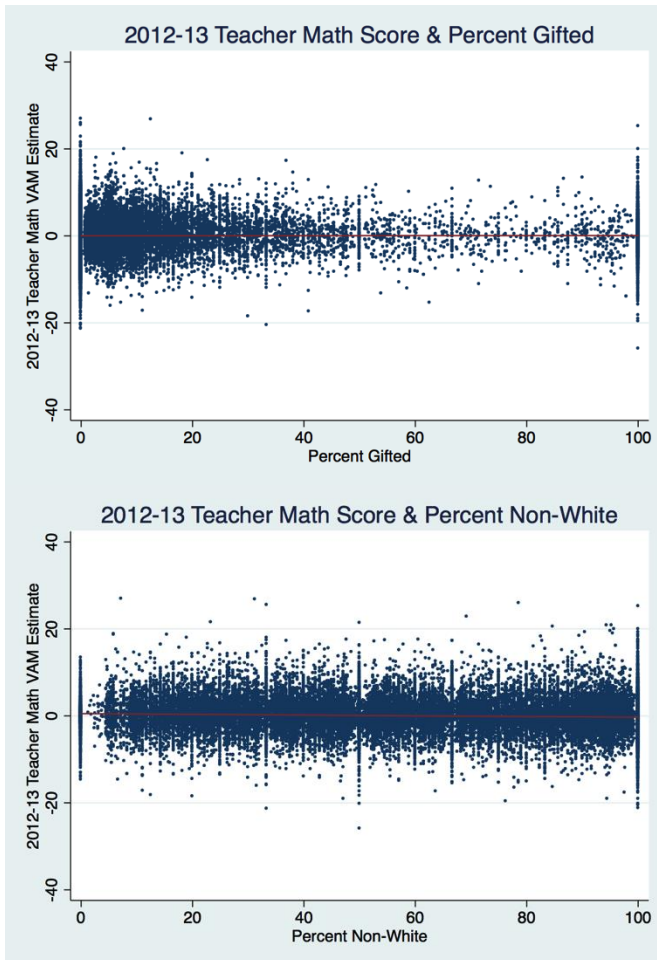 2012-13 Teacher Math Score & Percent Gifted
2012-13 Teacher Math VAM Estimate
40
20
0
-20
-40
0 20 40 60 80 100
Percent Gifted
2012-13 Teacher Math Score & Percent Non-White
2012-13 Teacher Math VAM Estimate
40
20
0
-20
-40
0 20 40 60 80 100
Percent Non-White